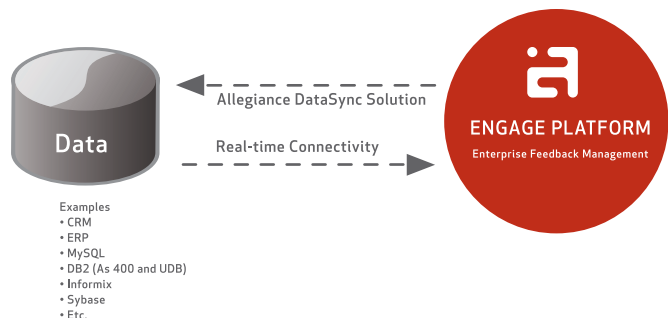 Data
Allegiance DataSync Solution
Real-time Connectivity
ENGAGE PLATFORM
Enterprise Feedback Management
Examples
• CRM
• ERP
• MySQL
• DB2 (As 400 and UDB)
• Informix
• Sybase
• Etc.